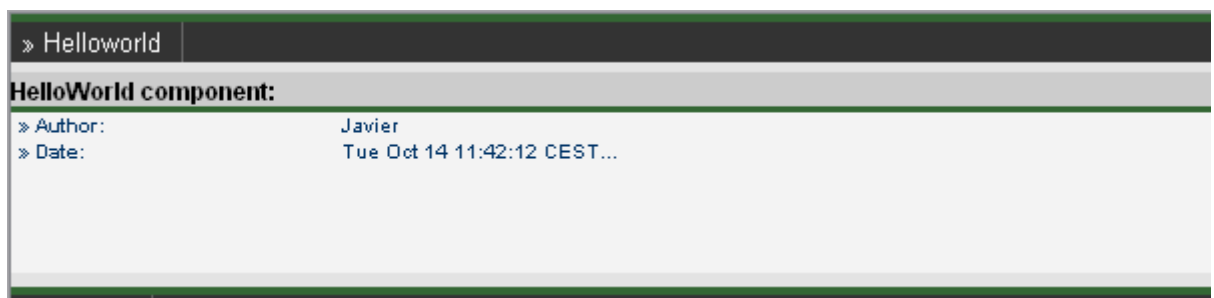 » Helloworld
HelloWorld component:
» Author: Javier
» Date: Tue Oct 14 11:42:12 CEST...